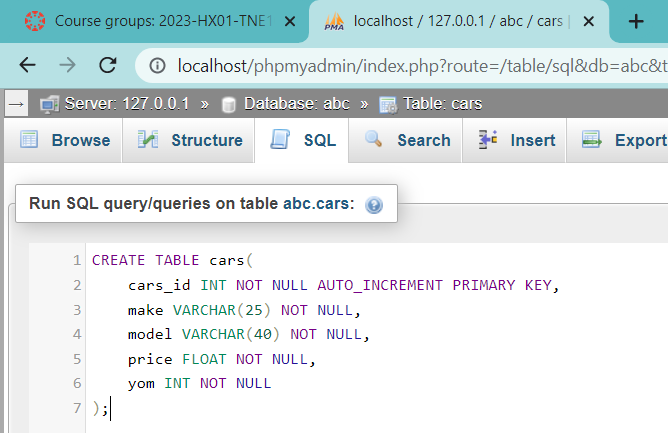 Course groups: 2023-HX01-TNE1
localhost / 127.0.0.1 / abc / cars |
PMA
localhost/phpmyadmin/index.php?route=/table/sql&db=abc&t
Server: 127.0.0.1 » Database: abc » Table: cars
Browse Structure SQL Search Insert Export
Run SQL query/queries on table abc.cars:
1 CREATE TABLE cars(
2 cars_id INT NOT NULL AUTO_INCREMENT PRIMARY KEY,
3 make VARCHAR(25) NOT NULL,
4 model VARCHAR(40) NOT NULL,
5 price FLOAT NOT NULL,
6 yom INT NOT NULL
7 );